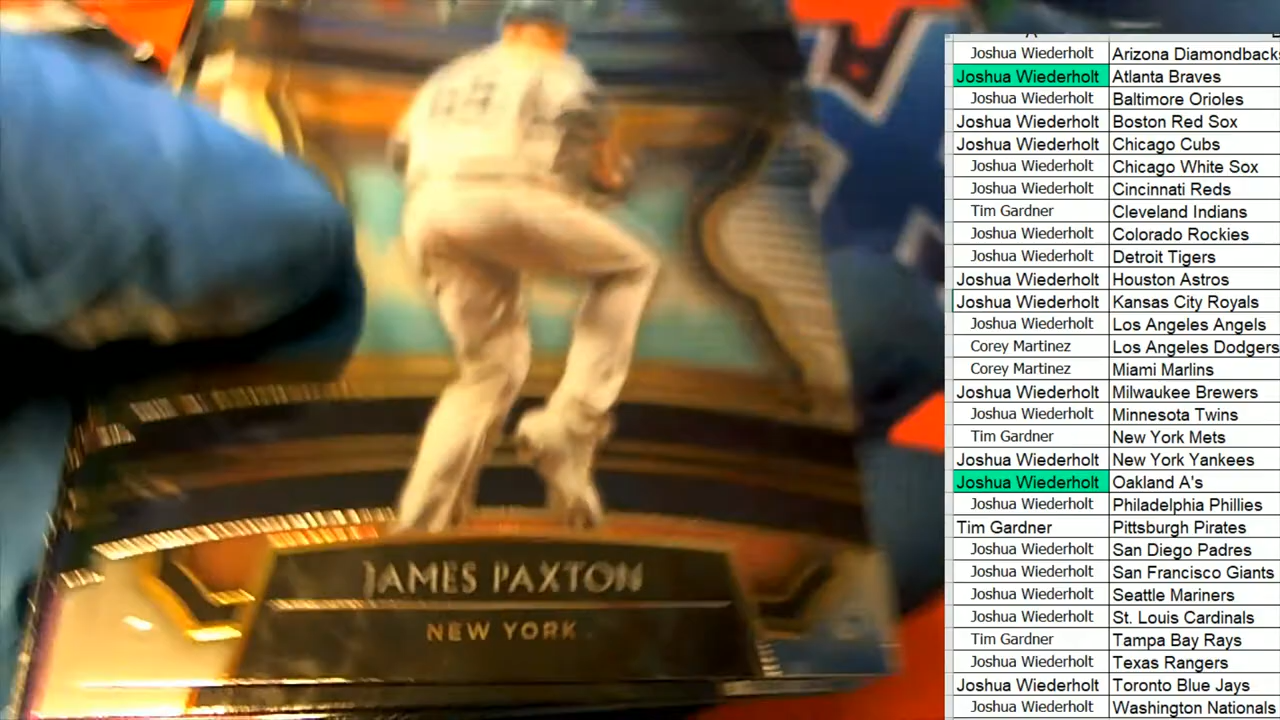 JAMES PAXTON
NEW YORK
Joshua Wiederholt Arizona Diamondbacks
Joshua Wiederholt Atlanta Braves
Joshua Wiederholt Baltimore Orioles
Joshua Wiederholt Boston Red Sox
Joshua Wiederholt Chicago Cubs
Joshua Wiederholt Chicago White Sox
Joshua Wiederholt Cincinnati Reds
Tim Gardner Cleveland Indians
Joshua Wiederholt Colorado Rockies
Joshua Wiederholt Detroit Tigers
Joshua Wiederholt Houston Astros
Joshua Wiederholt Kansas City Royals
Joshua Wiederholt Los Angeles Angels
Corey Martinez Los Angeles Dodgers
Corey Martinez Miami Marlins
Joshua Wiederholt Milwaukee Brewers
Joshua Wiederholt Minnesota Twins
Tim Gardner New York Mets
Joshua Wiederholt New York Yankees
Joshua Wiederholt Oakland A's
Joshua Wiederholt Philadelphia Phillies
Tim Gardner Pittsburgh Pirates
Joshua Wiederholt San Diego Padres
Joshua Wiederholt San Francisco Giants
Joshua Wiederholt Seattle Mariners
Joshua Wiederholt St. Louis Cardinals
Tim Gardner Tampa Bay Rays
Joshua Wiederholt Texas Rangers
Joshua Wiederholt Toronto Blue Jays
Joshua Wiederholt Washington Nationals